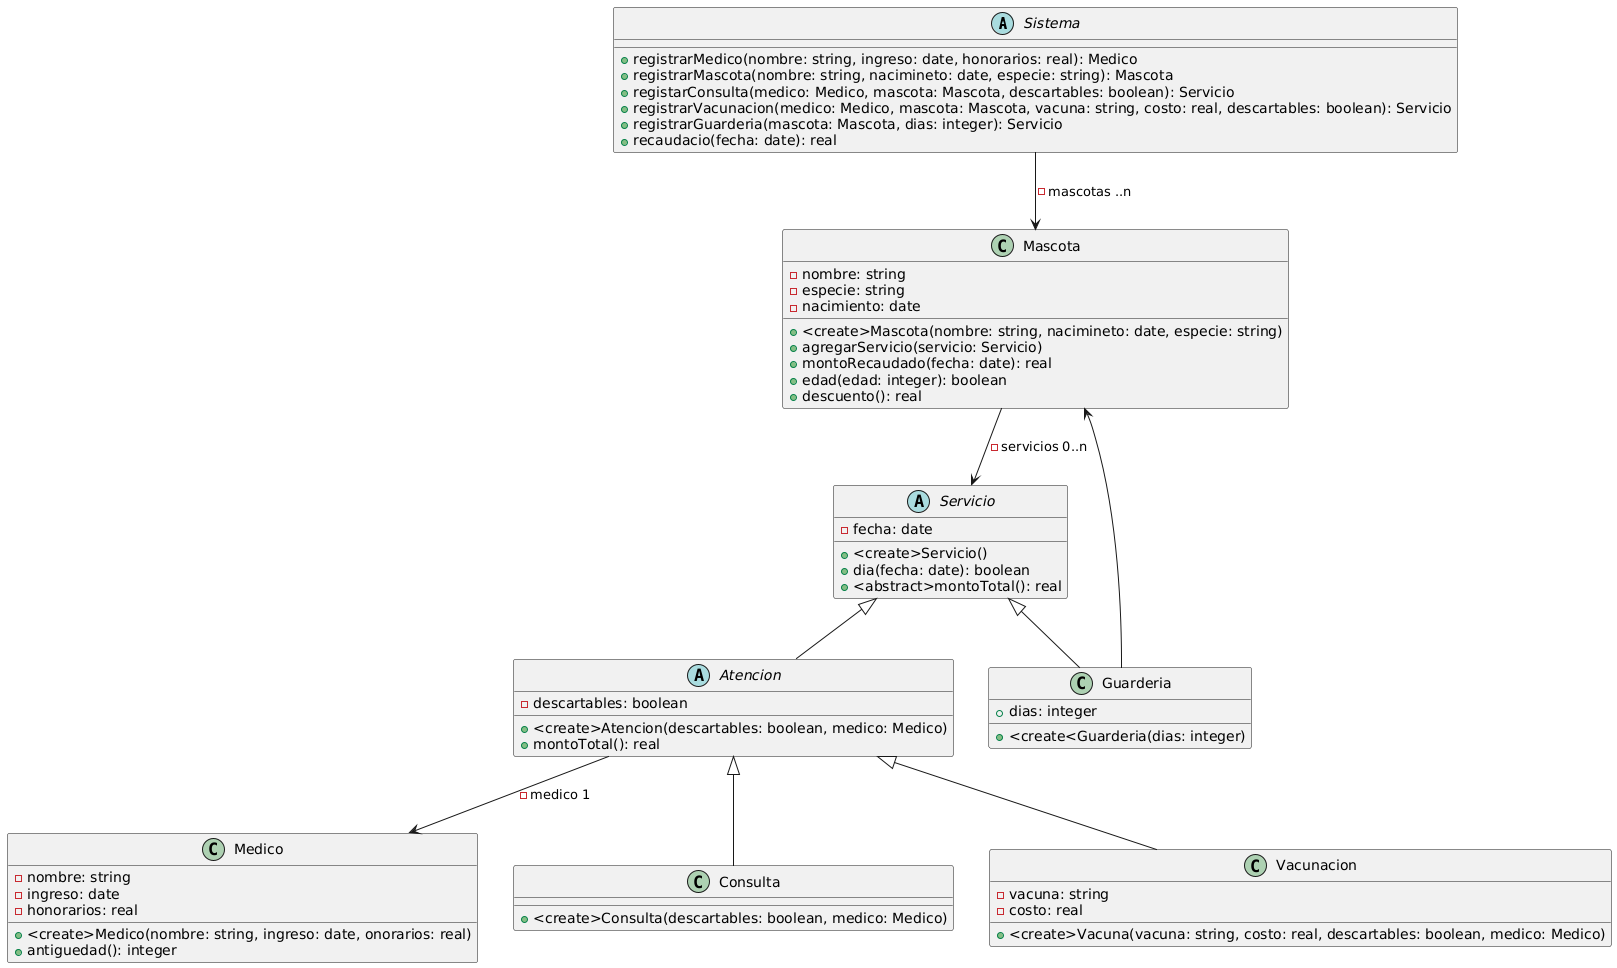 A Sistema
registrarMedico(nombre: string, ingreso: date, honorarios: real): Medico
registrarMascota(nombre: string, nacimineto: date, especie: string): Mascota
registarConsulta(medico: Medico, mascota: Mascota, descartables: boolean): Servicio
registrarVacunacion(medico: Medico, mascota: Mascota, vacuna: string, costo: real, descartables: boolean): Servicio
registrarGuarderia(mascota: Mascota, dias: integer): Servicio
recaudacio(fecha: date): real
mascotas ..n
C Mascota
nombre: string
especie: string
nacimiento: date
<create>Mascota(nombre: string, nacimineto: date, especie: string)
agregarServicio(servicio: Servicio)
montoRecaudado(fecha: date): real
edad(edad: integer): boolean
descuento(): real
servicios 0..n
A Servicio
fecha: date
<create>Servicio()
dia(fecha: date): boolean
<abstract>montoTotal(): real
A Atencion
descartables: boolean
<create>Atencion(descartables: boolean, medico: Medico)
montoTotal(): real
C Guarderia
dias: integer
<create<Guarderia(dias: integer)
medico 1
C Medico
nombre: string
ingreso: date
honorarios: real
<create>Medico(nombre: string, ingreso: date, onorarios: real)
antiguedad(): integer
C Consulta
<create>Consulta(descartables: boolean, medico: Medico)
C Vacunacion
vacuna: string
costo: real
<create>Vacuna(vacuna: string, costo: real, descartables: boolean, medico: Medico)